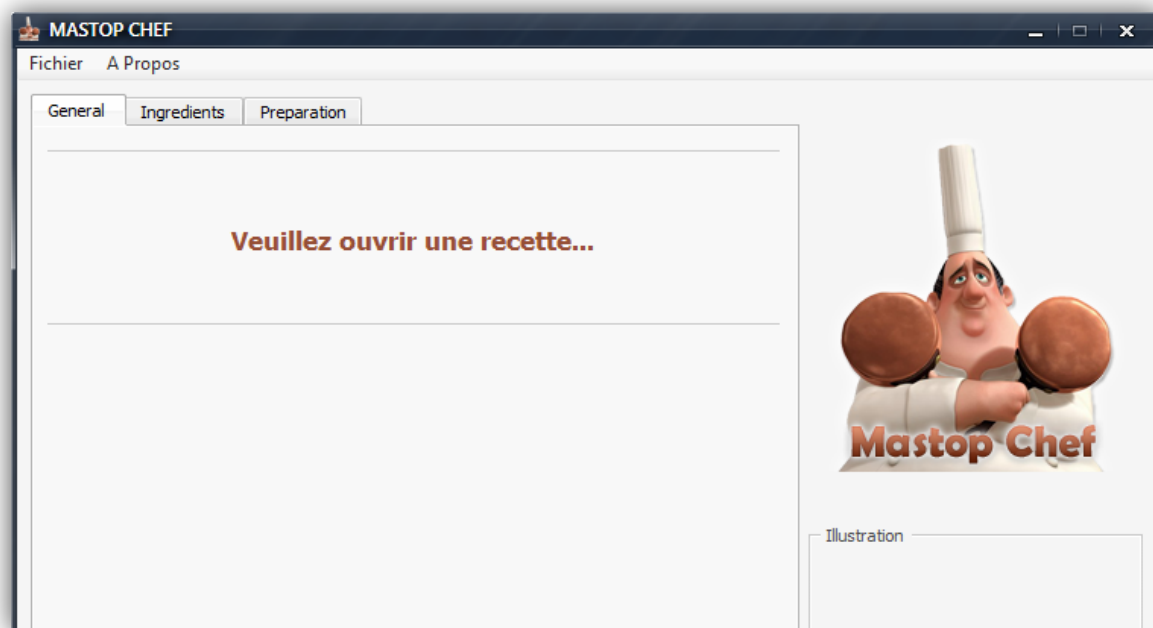 MASTOP CHEF
Fichier A Propos
General Ingredients Preparation
Veuillez ouvrir une recette...
Mastop Chef
Illustration